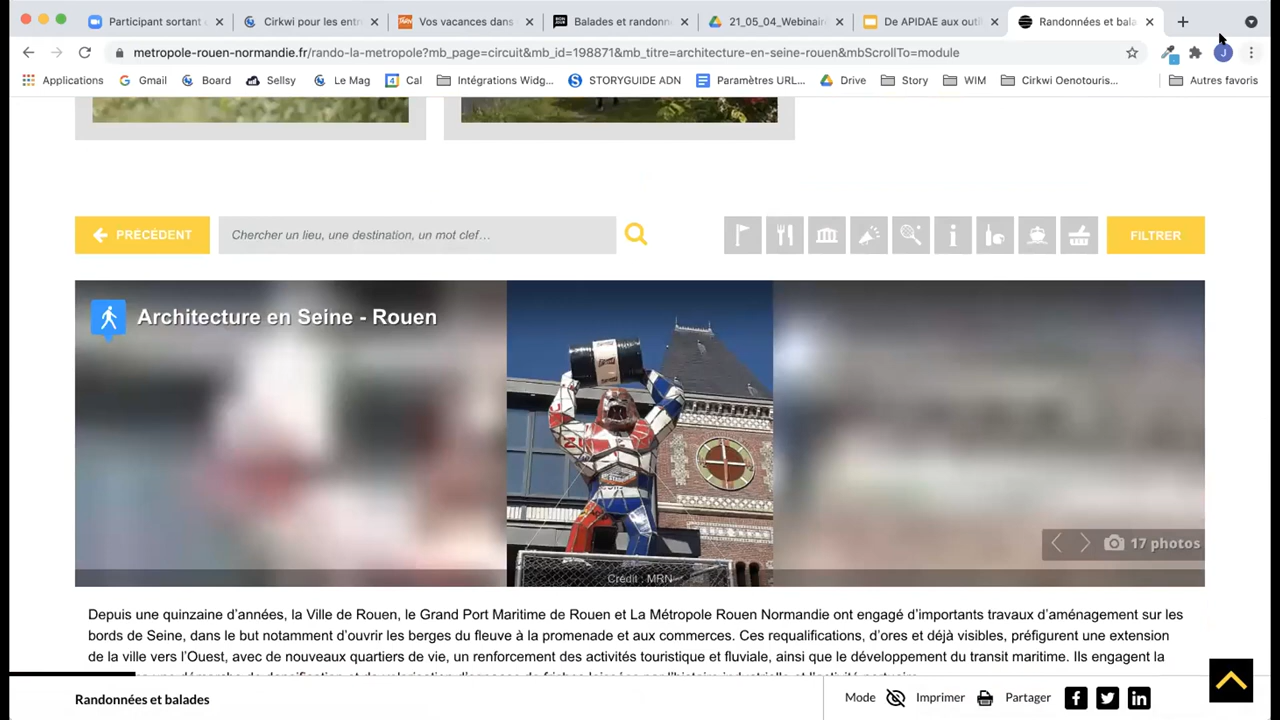 Participant sortant
Cirkwi pour les ent
Vos vacances dans
Balades et randonn
21_05_04_Webinair
De APIDAE aux outi
Randonnées et bala
metropole-rouen-normandie.fr/rando-la-metropole?mb_page=circuit&mb_id=198871&mb_titre=architecture-en-seine-rouen&mbScrollTo=module
J
Applications
Gmail
Board
Sellsy
Le Mag
Cal
Intégrations Widg...
STORYGUIDE ADN
Paramètres URL...
Drive
Story
WIM
Cirkwi Oenotouris...
Autres favoris
PRÉCÉDENT
Chercher un lieu, une destination, un mot clef...
FILTRER
Architecture en Seine - Rouen
17 photos
Crédit : MRN
Depuis une quinzaine d'années, la Ville de Rouen, le Grand Port Maritime de Rouen et La Métropole Rouen Normandie ont engagé d'importants travaux d'aménagement sur les
bords de Seine, dans le but notamment d'ouvrir les berges du fleuve à la promenade et aux commerces. Ces requalifications, d'ores et déjà visibles, préfigurent une extension
de la ville vers l'Ouest, avec de nouveaux quartiers de vie, un renforcement des activités touristique et fluviale, ainsi que le développement du transit maritime. Ils engagent la
Randonnées et balades
Mode
Imprimer
Partager